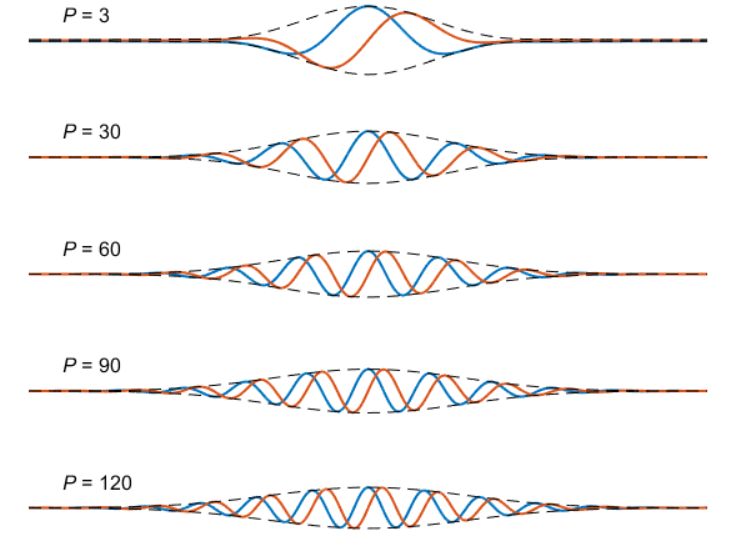 P = 3
P = 30
P = 60
P = 90
P = 120